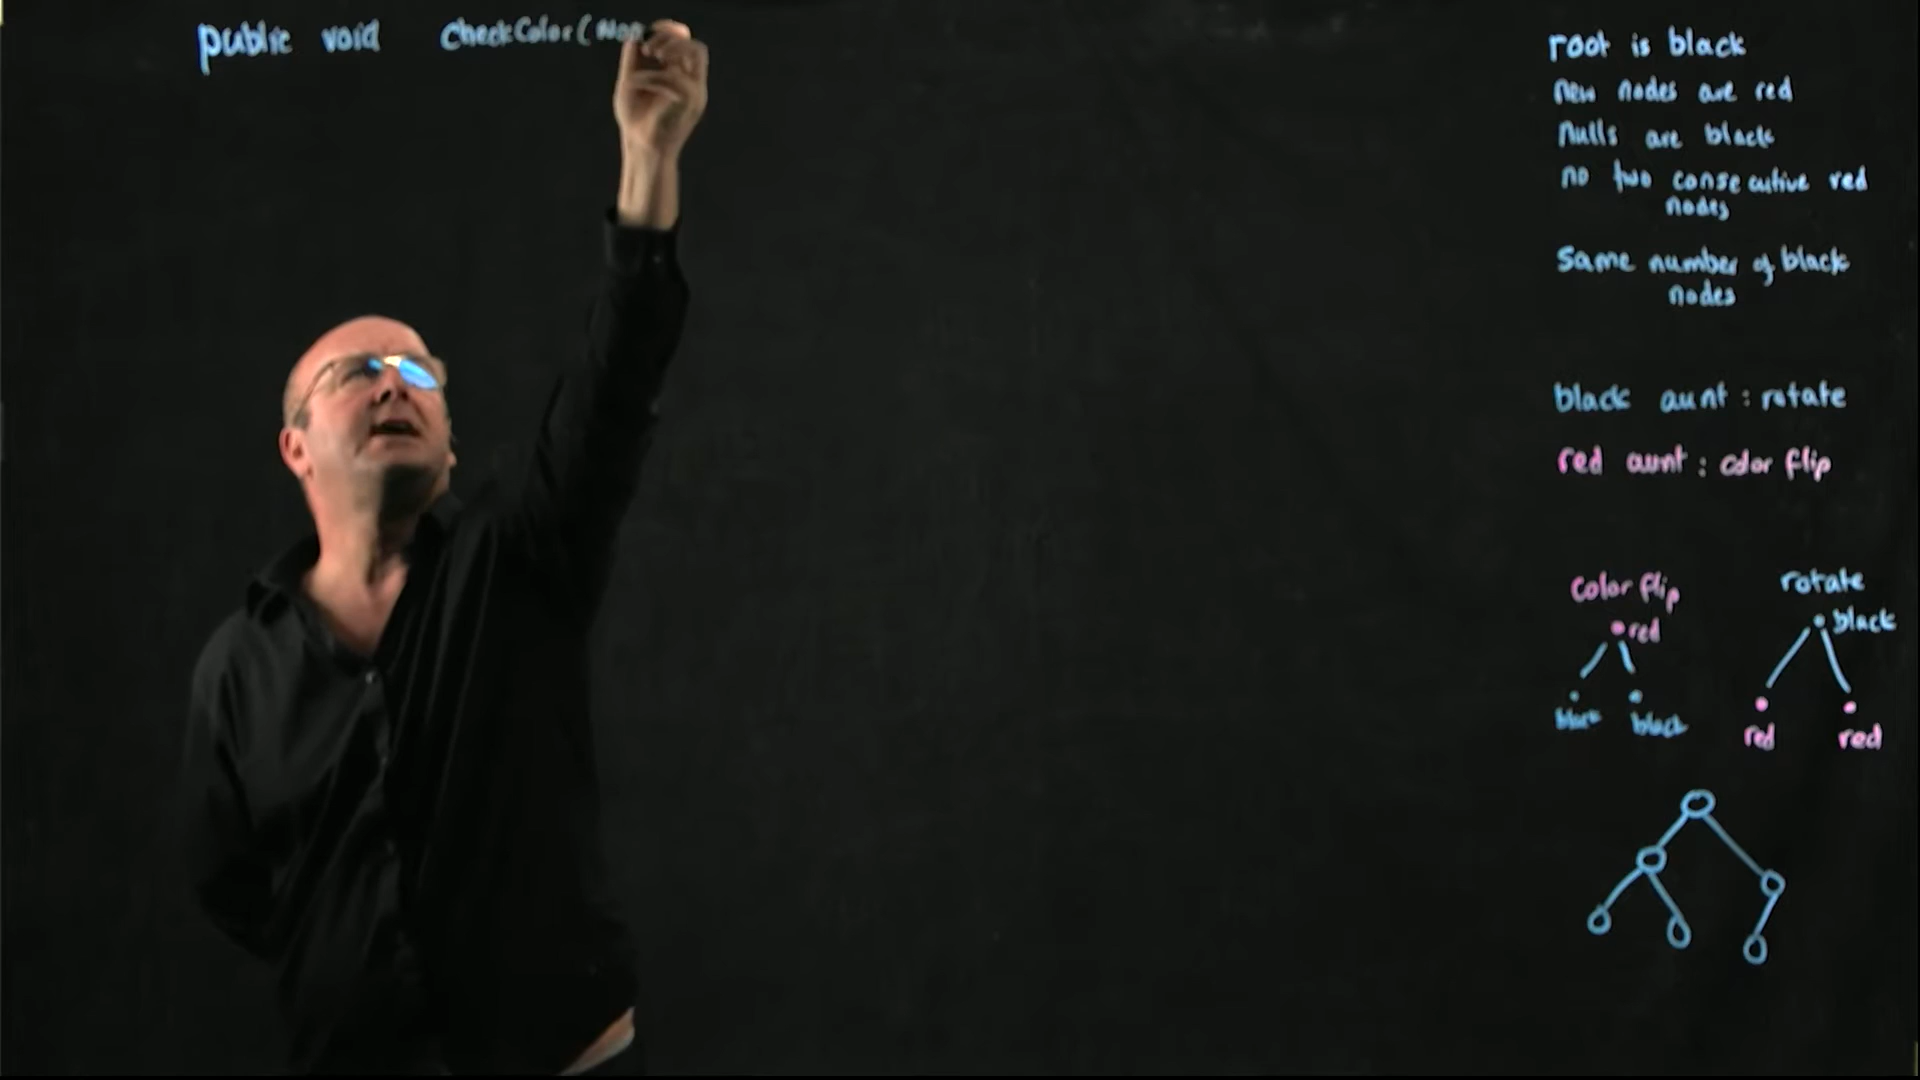 public void checkColor(No
root is black
new nodes are red
nulls are black
no two consecutive red
nodes
same number of black
nodes
black aunt : rotate
red aunt : color flip
color flip
rotate
red
black
black black
red red